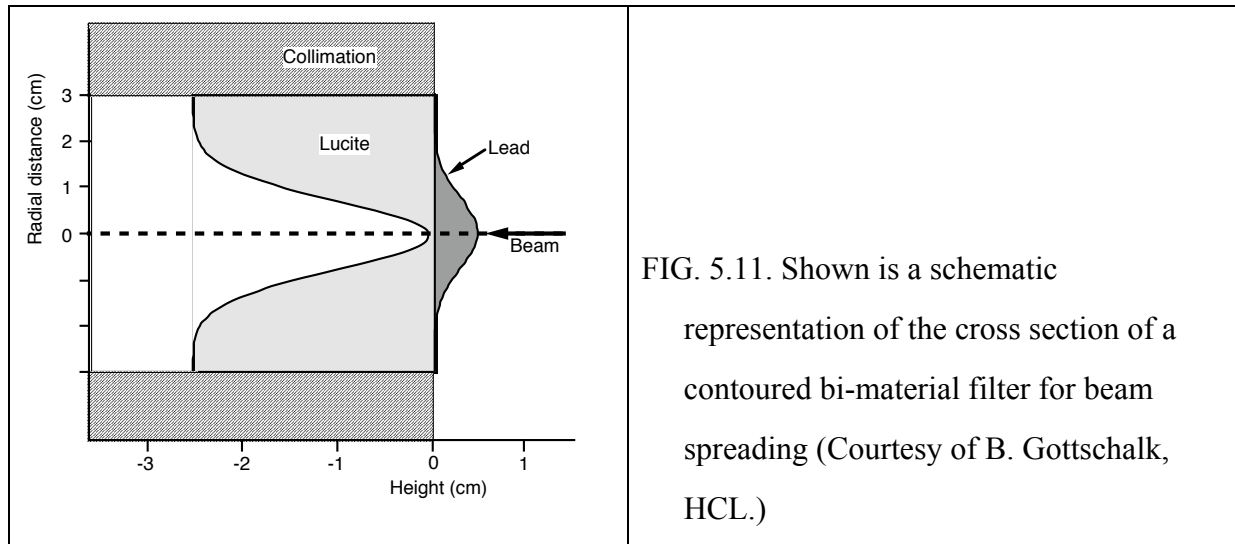 Collimation
Radial distance (cm)
3
2
1
0
Lucite
Lead
Beam
-3
-2
-1
0
1
Height (cm)
FIG. 5.11. Shown is a schematic
representation of the cross section of a
contoured bi-material filter for beam
spreading (Courtesy of B. Gottschalk,
HCL.)